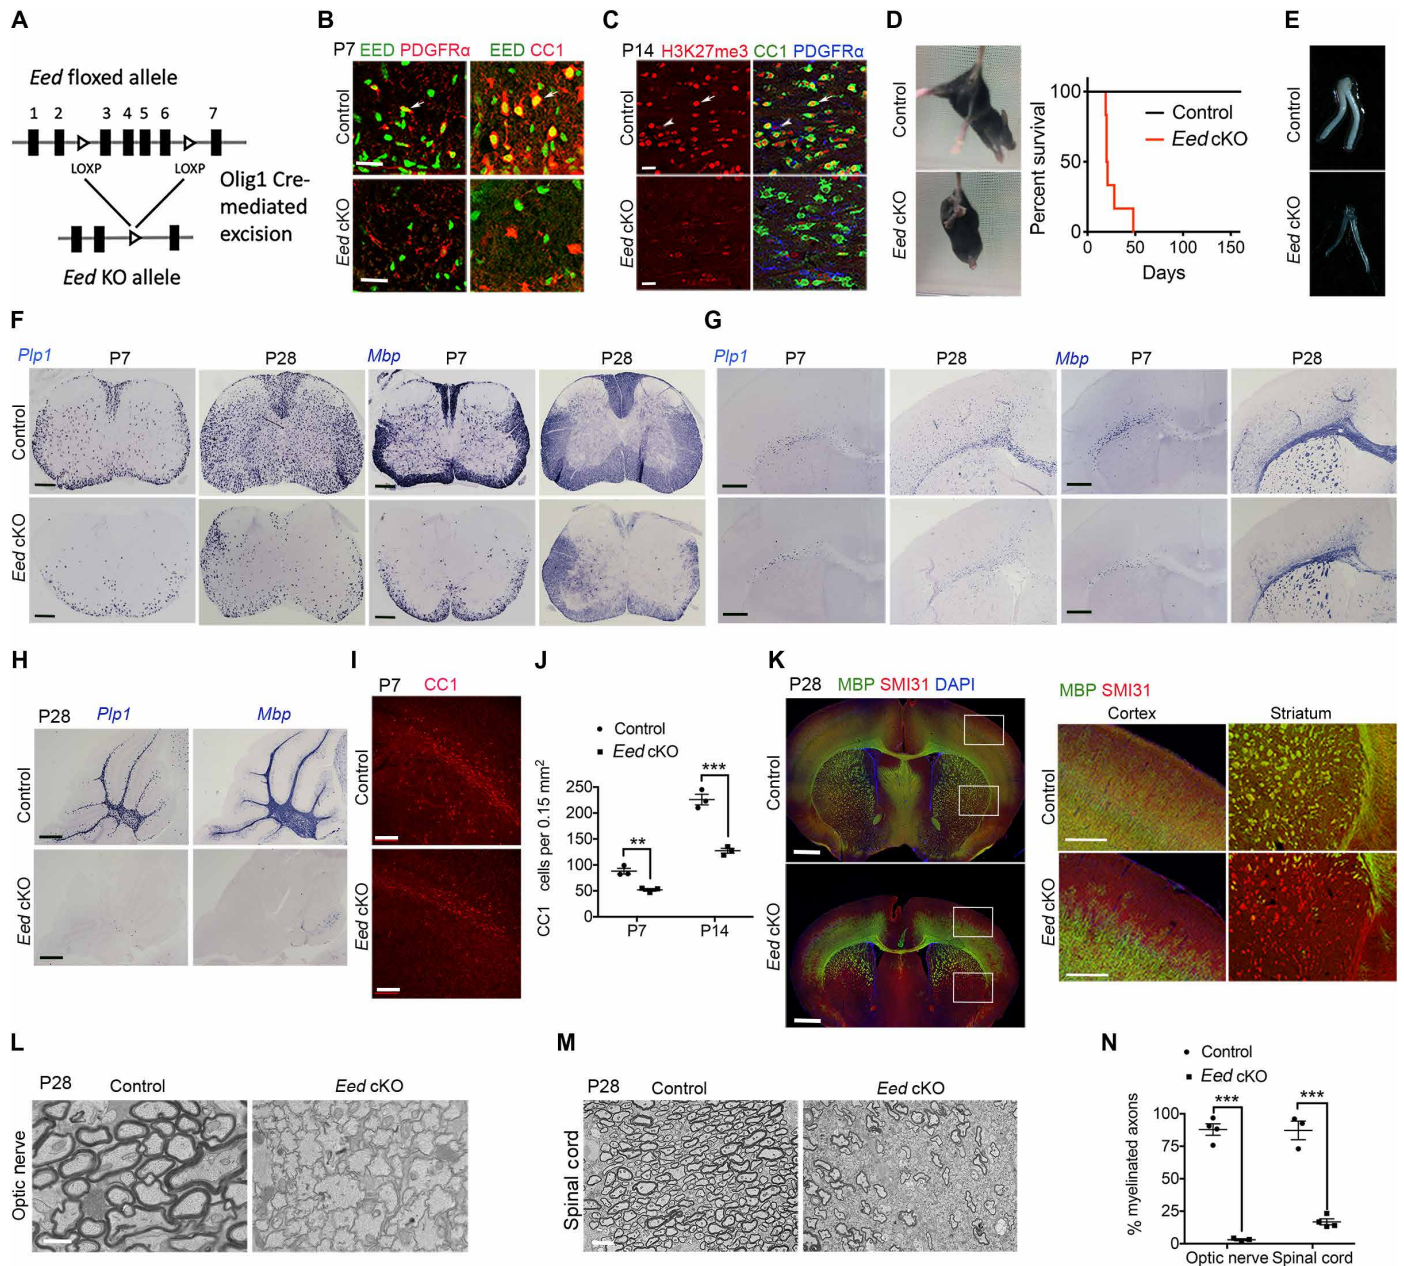 A
Eed floxed allele
1 2 3 4 5 6 7
LOXP LOXP
Olig1 Cre-
mediated
excision
Eed KO allele
B
P7 EED PDGFRα EED CC1
Control
Eed cKO
C
P14 H3K27me3 CC1 PDGFRα
Control
Eed cKO
D
Control
Eed cKO
Percent survival
100
50
0
0 50 100 150
Days
Control
Eed cKO
E
Control
Eed cKO
F
Plp1 P7 P28 Mbp P7 P28
Control
Eed cKO
G
Plp1 P7 P28 Mbp P7 P28
H
P28 Plp1 Mbp
Control
Eed cKO
I
P7 CC1
Control
Eed cKO
J
Control
Eed cKO
CC1 cells per 0.15 mm2
250
200
150
100
50
0
** ***
P7 P14
K
P28 MBP SMI31 DAPI
Control
Eed cKO
MBP SMI31
Cortex Striatum
Control
Eed cKO
L
P28 Control Eed cKO
Optic nerve
M
P28 Control Eed cKO
Spinal cord
N
Control
Eed cKO
% myelinated axons
100
75
50
25
0
*** ***
Optic nerve Spinal cord